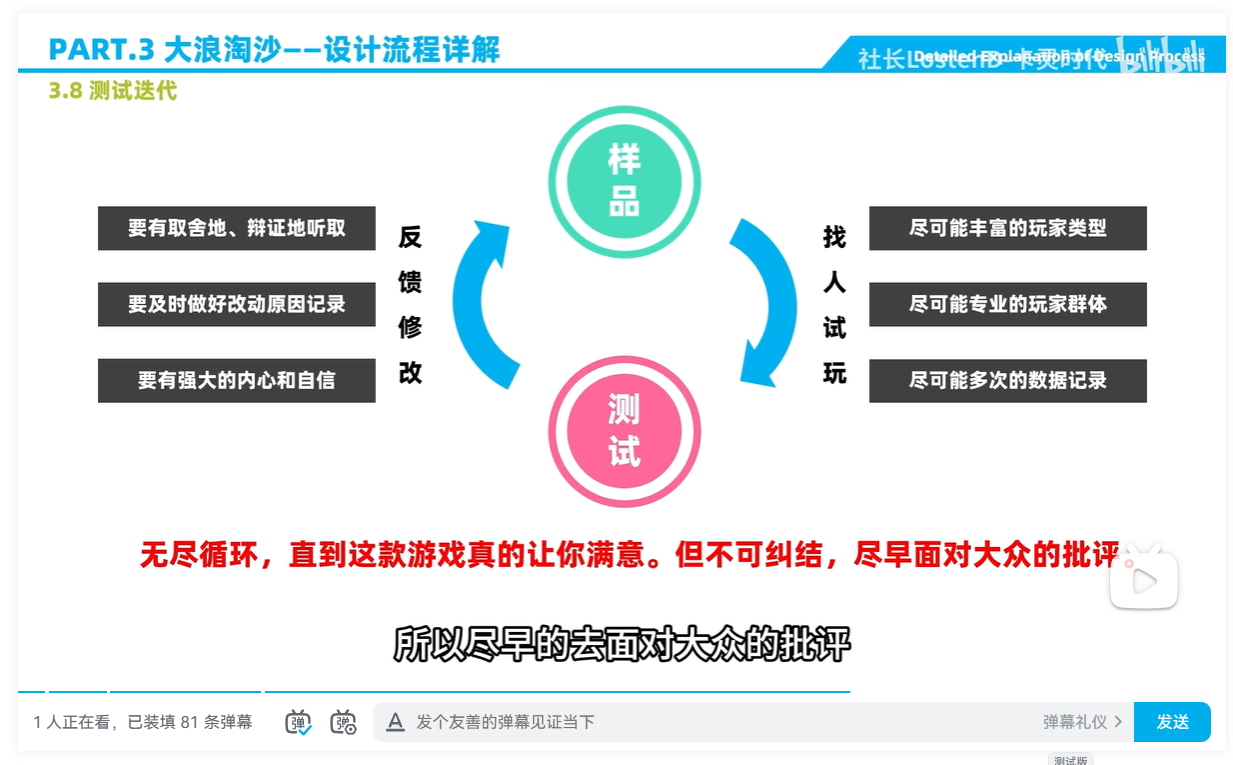 PART.3 大浪淘沙——设计流程详解
社长LostenD-卡灵时代 bilibili
Detailed Explanation of Design Process
3.8 测试迭代
样品
要有取舍地、辩证地听取
要及时做好改动原因记录
要有强大的内心和自信
反馈修改
找人试玩
尽可能丰富的玩家类型
尽可能专业的玩家群体
尽可能多次的数据记录
测试
无尽循环，直到这款游戏真的让你满意。但不可纠结，尽早面对大众的批评
所以尽早的去面对大众的批评
1 人正在看，已装填 81 条弹幕
弹
弹
A 发个友善的弹幕见证当下
弹幕礼仪 >
发送
测试版